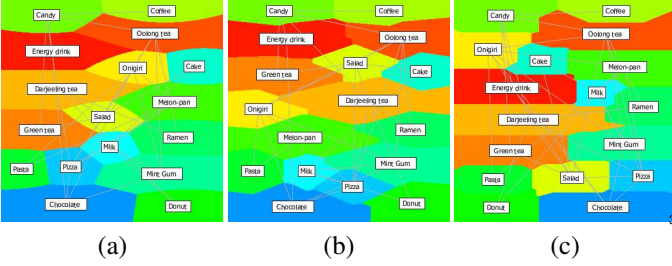 Candy Coffee
Oolong tea
Energy drink
Onigiri
Cake
Darjeeling tea
Melon-pan
Salad
Green tea
Ramen
Milk
Pasta Pizza
Mint Gum
Chocolate
Donut
(a)
Candy Coffee
Oolong tea
Energy drink
Salad
Green tea
Cake
Darjeeling tea
Onigiri
Ramen
Melon-pan
Mint Gum
Pasta Milk
Pizza
Chocolate
Donut
(b)
Candy Coffee
Oolong tea
Onigiri
Cake
Melon-pan
Energy drink
Milk
Ramen
Darjeeling tea
Mint Gum
Green tea
Pasta Salad Pizza
Donut Chocolate
(c)